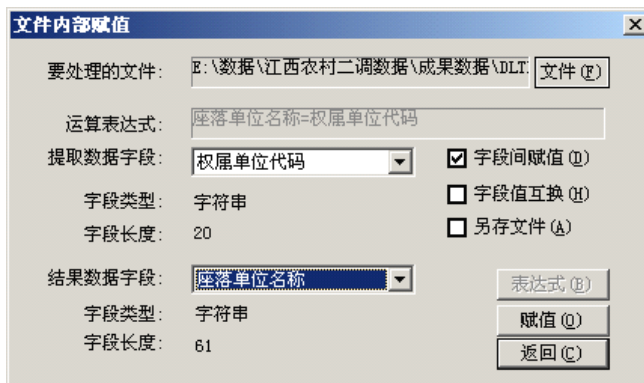 文件内部赋值
要处理的文件: E:\数据\江西农村二调数据\成果数据\DLT 文件(F)
运算表达式: 座落单位名称=权属单位代码
提取数据字段: 权属单位代码 字段间赋值(D)
字段类型: 字符串 字段值互换(H)
字段长度: 20 另存文件(A)
结果数据字段: 座落单位名称 表达式(B)
字段类型: 字符串 赋值(O)
字段长度: 61 返回(C)